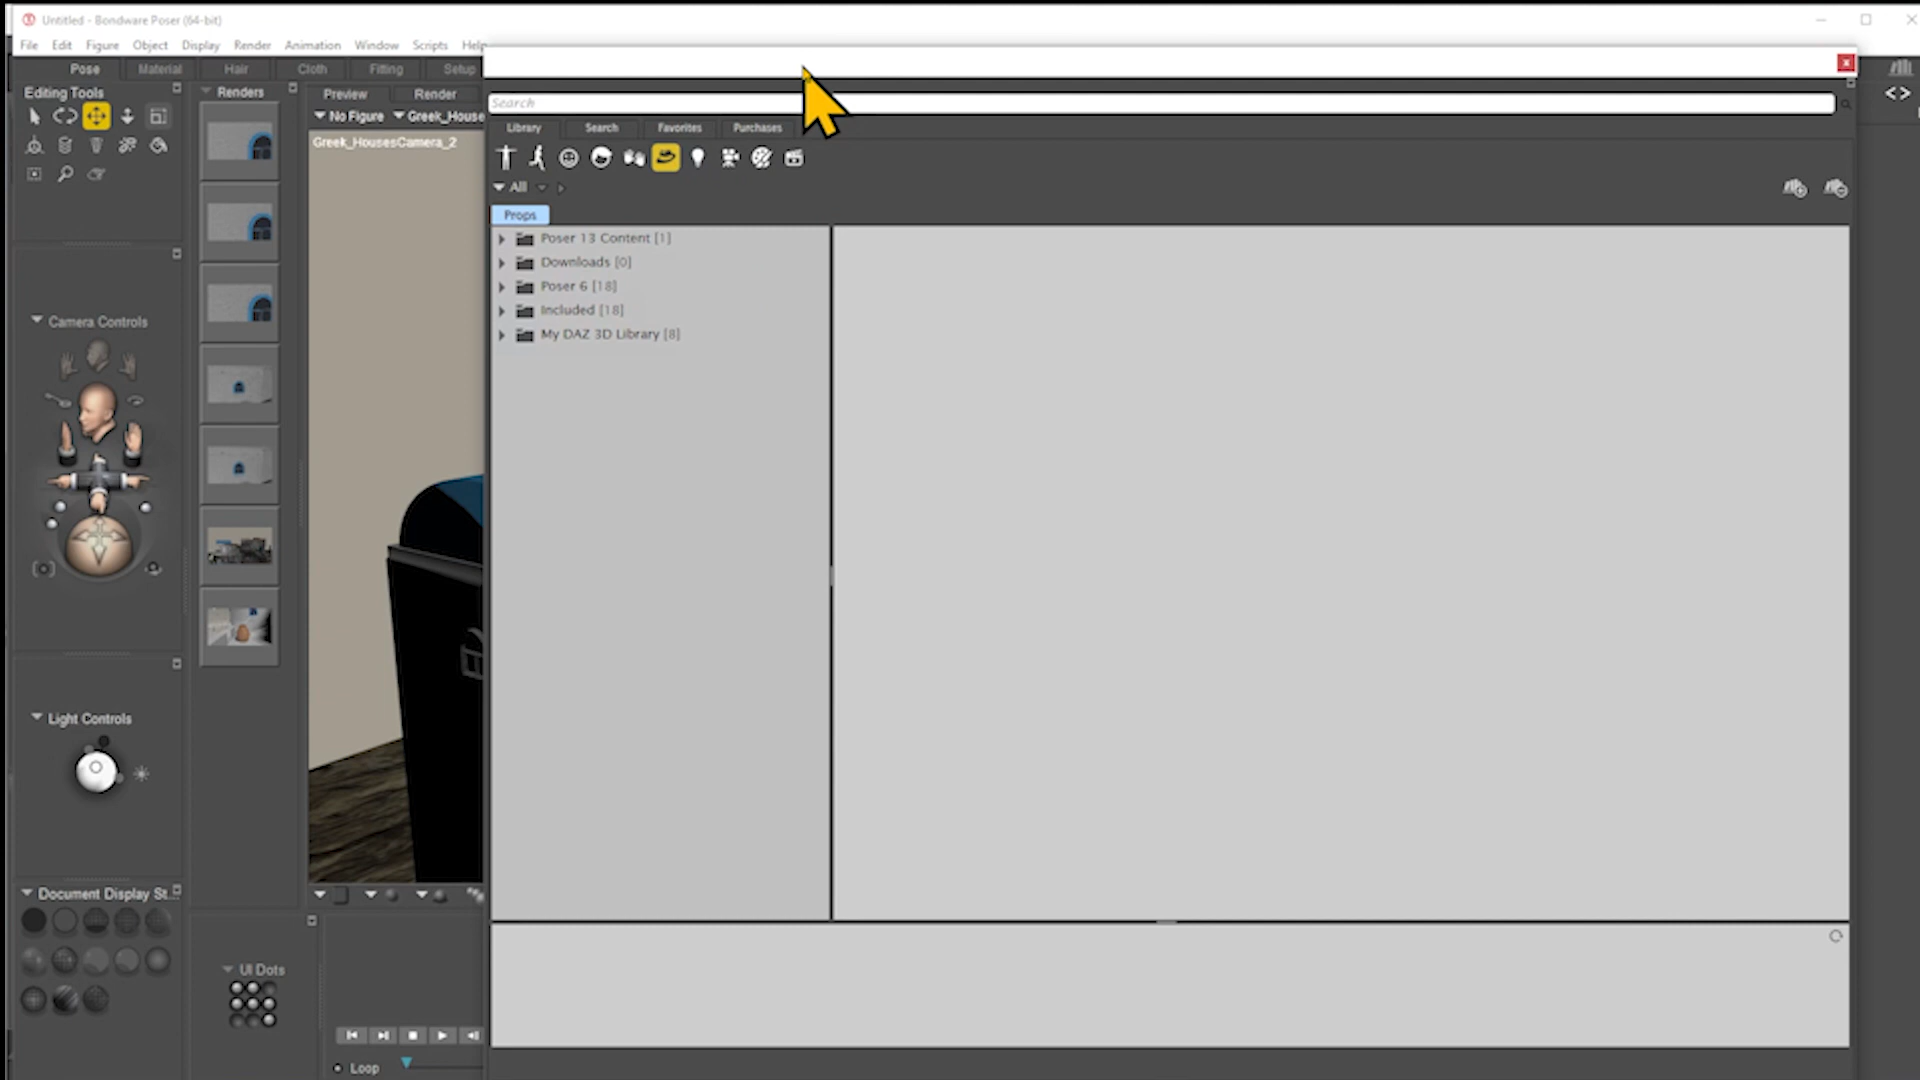 Untitled - Bondware Poser (64-bit)
File Edit Figure Object Display Render Animation Window Scripts Help
Pose Material Hair Cloth Fitting Setup
Editing Tools
Renders
Preview Render
No Figure Greek_House
Greek_HousesCamera_2
Search
Library Search Favorites Purchases
All
Props
Poser 13 Content [1]
Downloads [0]
Poser 6 [18]
Included [18]
My DAZ 3D Library [8]
Camera Controls
Light Controls
Document Display St...
UI Dots
Loop